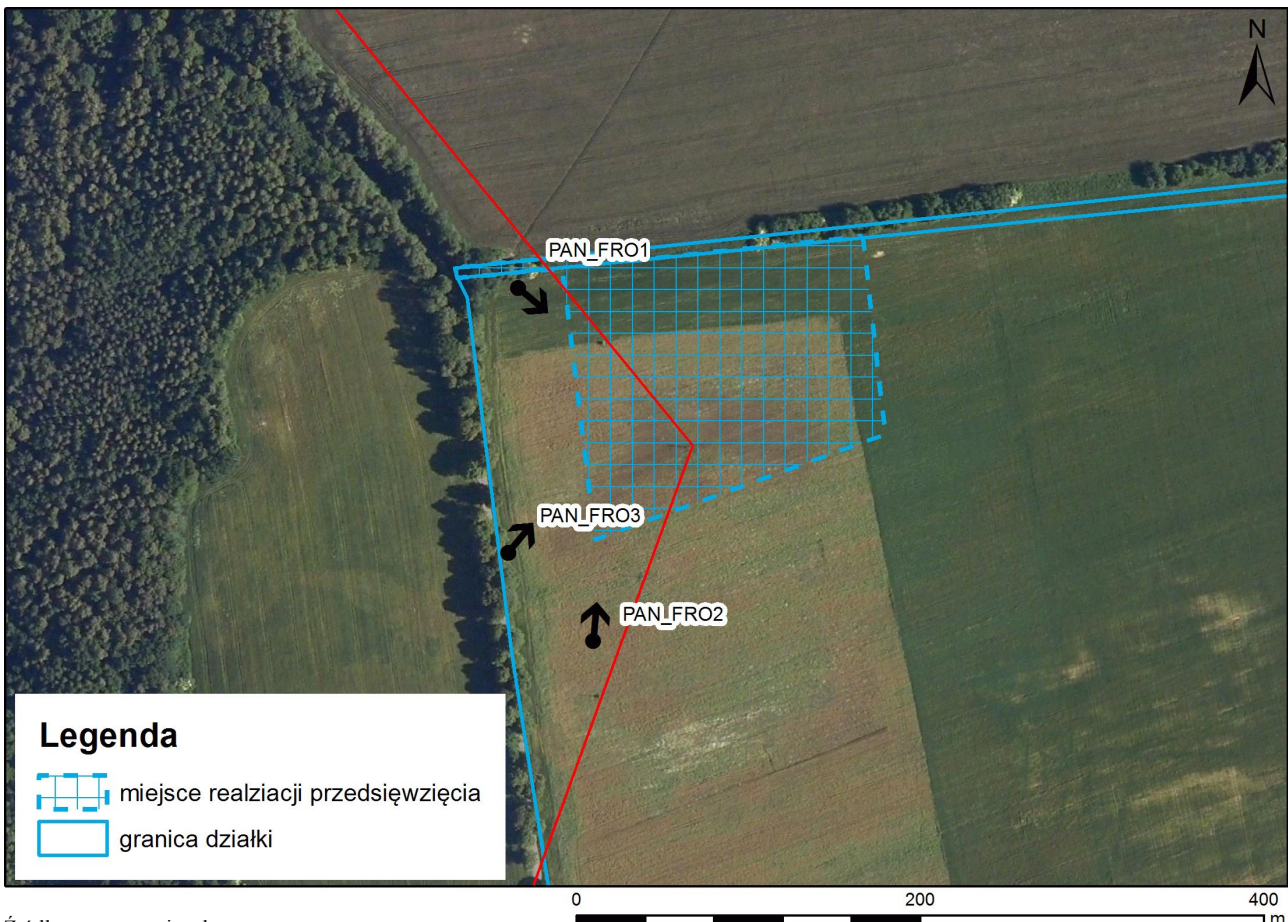 N
PAN_FRO1
PAN_FRO3
PAN_FRO2
Legenda
miejsce realziacji przedsięwzięcia
granica działki
0 200 400
m